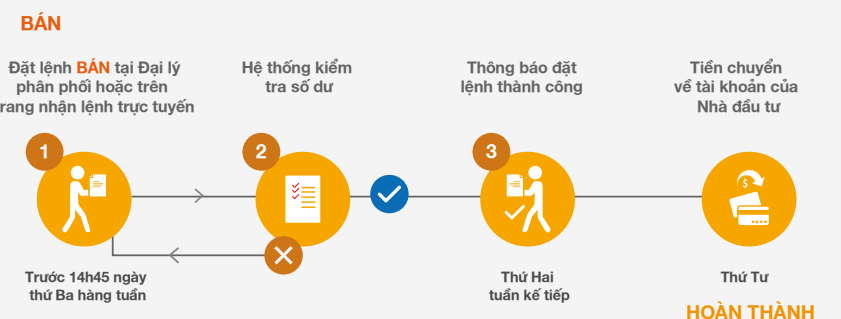 BÁN
Đặt lệnh BÁN tại Đại lý
phân phối hoặc trên
rang nhận lệnh trực tuyến
Hệ thống kiểm
tra số dư
Thông báo đặt
lệnh thành công
Tiền chuyển
về tài khoản của
Nhà đầu tư
1
2
3
$
Trước 14h45 ngày
thứ Ba hàng tuần
Thứ Hai
tuần kế tiếp
Thứ Tư
HOÀN THÀNH